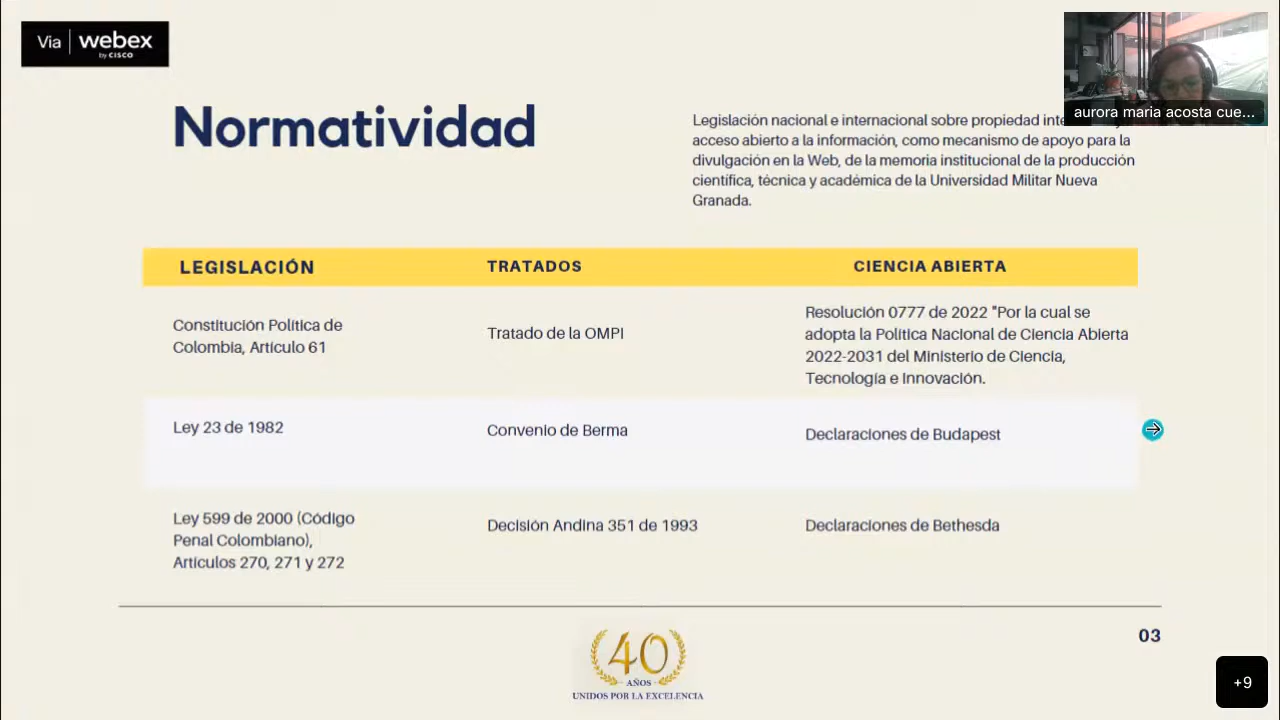 Via webex
by CISCO
Normatividad
Legislación nacional e internacional sobre propiedad
acceso abierto a la información, como mecanismo de apoyo para la
divulgación en la Web, de la memoria institucional de la producción
científica, técnica y académica de la Universidad Militar Nueva
Granada.
aurora maria acosta cue...
LEGISLACIÓN TRATADOS CIENCIA ABIERTA
Constitución Política de
Colombia, Artículo 61
Tratado de la OMPI
Resolución 0777 de 2022 "Por la cual se
adopta la Política Nacional de Ciencia Abierta
2022-2031 del Ministerio de Ciencia,
Tecnología e Innovación.
Ley 23 de 1982
Convenio de Berma
Declaraciones de Budapest
Ley 599 de 2000 (Código
Penal Colombiano),
Artículos 270, 271 y 272
Decisión Andina 351 de 1993
Declaraciones de Bethesda
03
40
AÑOS
UNIDOS POR LA EXCELENCIA
+9